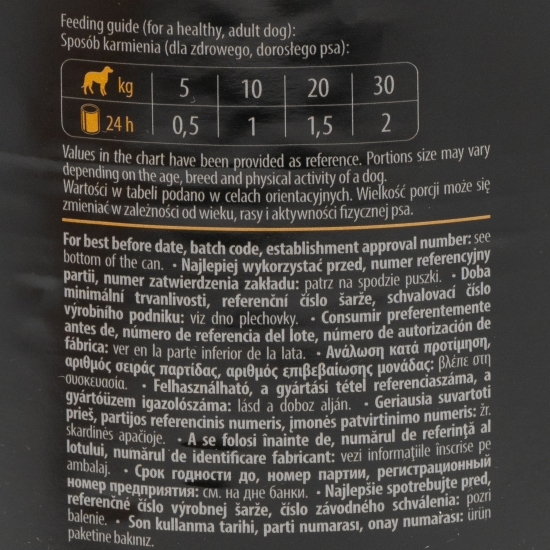 Feeding guide (for a healthy, adult dog):
Sposób karmienia (dla zdrowego, dorosłego psa):
kg 5 10 20 30
24 h 0,5 1 1,5 2
Values in the chart have been provided as reference. Portions size may vary
depending on the age, breed and physical activity of a dog.
Wartości w tabeli podano w celach orientacyjnych. Wielkość porcji może się
zmieniać w zależności od wieku, rasy i aktywności fizycznej psa.
For best before date, batch code, establishment approval number: see
bottom of the can. • Najlepiej wykorzystać przed, numer referencyjny
partii, numer zatwierdzenia zakładu: patrz na spodzie puszki. • Doba
minimální trvanlivosti, referenční číslo šarže, schvalovací číslo
výrobního podniku: viz dno plechovky. • Consumir preferentemente
antes de, número de referencia del lote, número de autorización de
fábrica: ver en la parte inferior de la lata. • Ανάλωση κατά προτίμηση,
αριθμός σειράς παρτίδας, αριθμός επιβεβαίωσης μονάδας: βλέπε στη
συσκευασία. • Felhasználható, a gyártási tétel referenciaszáma, a
gyártóüzem igazolószáma: lásd a doboz alján. • Geriausia suvartoti
prieš, partijos referencinis numeris, įmonės patvirtinimo numeris: žr.
skardinės apačioje. • A se folosi înainte de, numărul de referinţă al
lotului, numărul de identificare fabricant: vezi informaţiile înscrise pe
ambalaj. • Срок годности до, номер партии, регистрационный
номер предприятия: см. на дне банки. • Najlepšie spotrebujte pred,
referenčné číslo výrobnej šarže, číslo závodného schválenia: pozri
balenie. • Son kullanma tarihi, parti numarası, onay numarası: ürün
paketine bakınız.